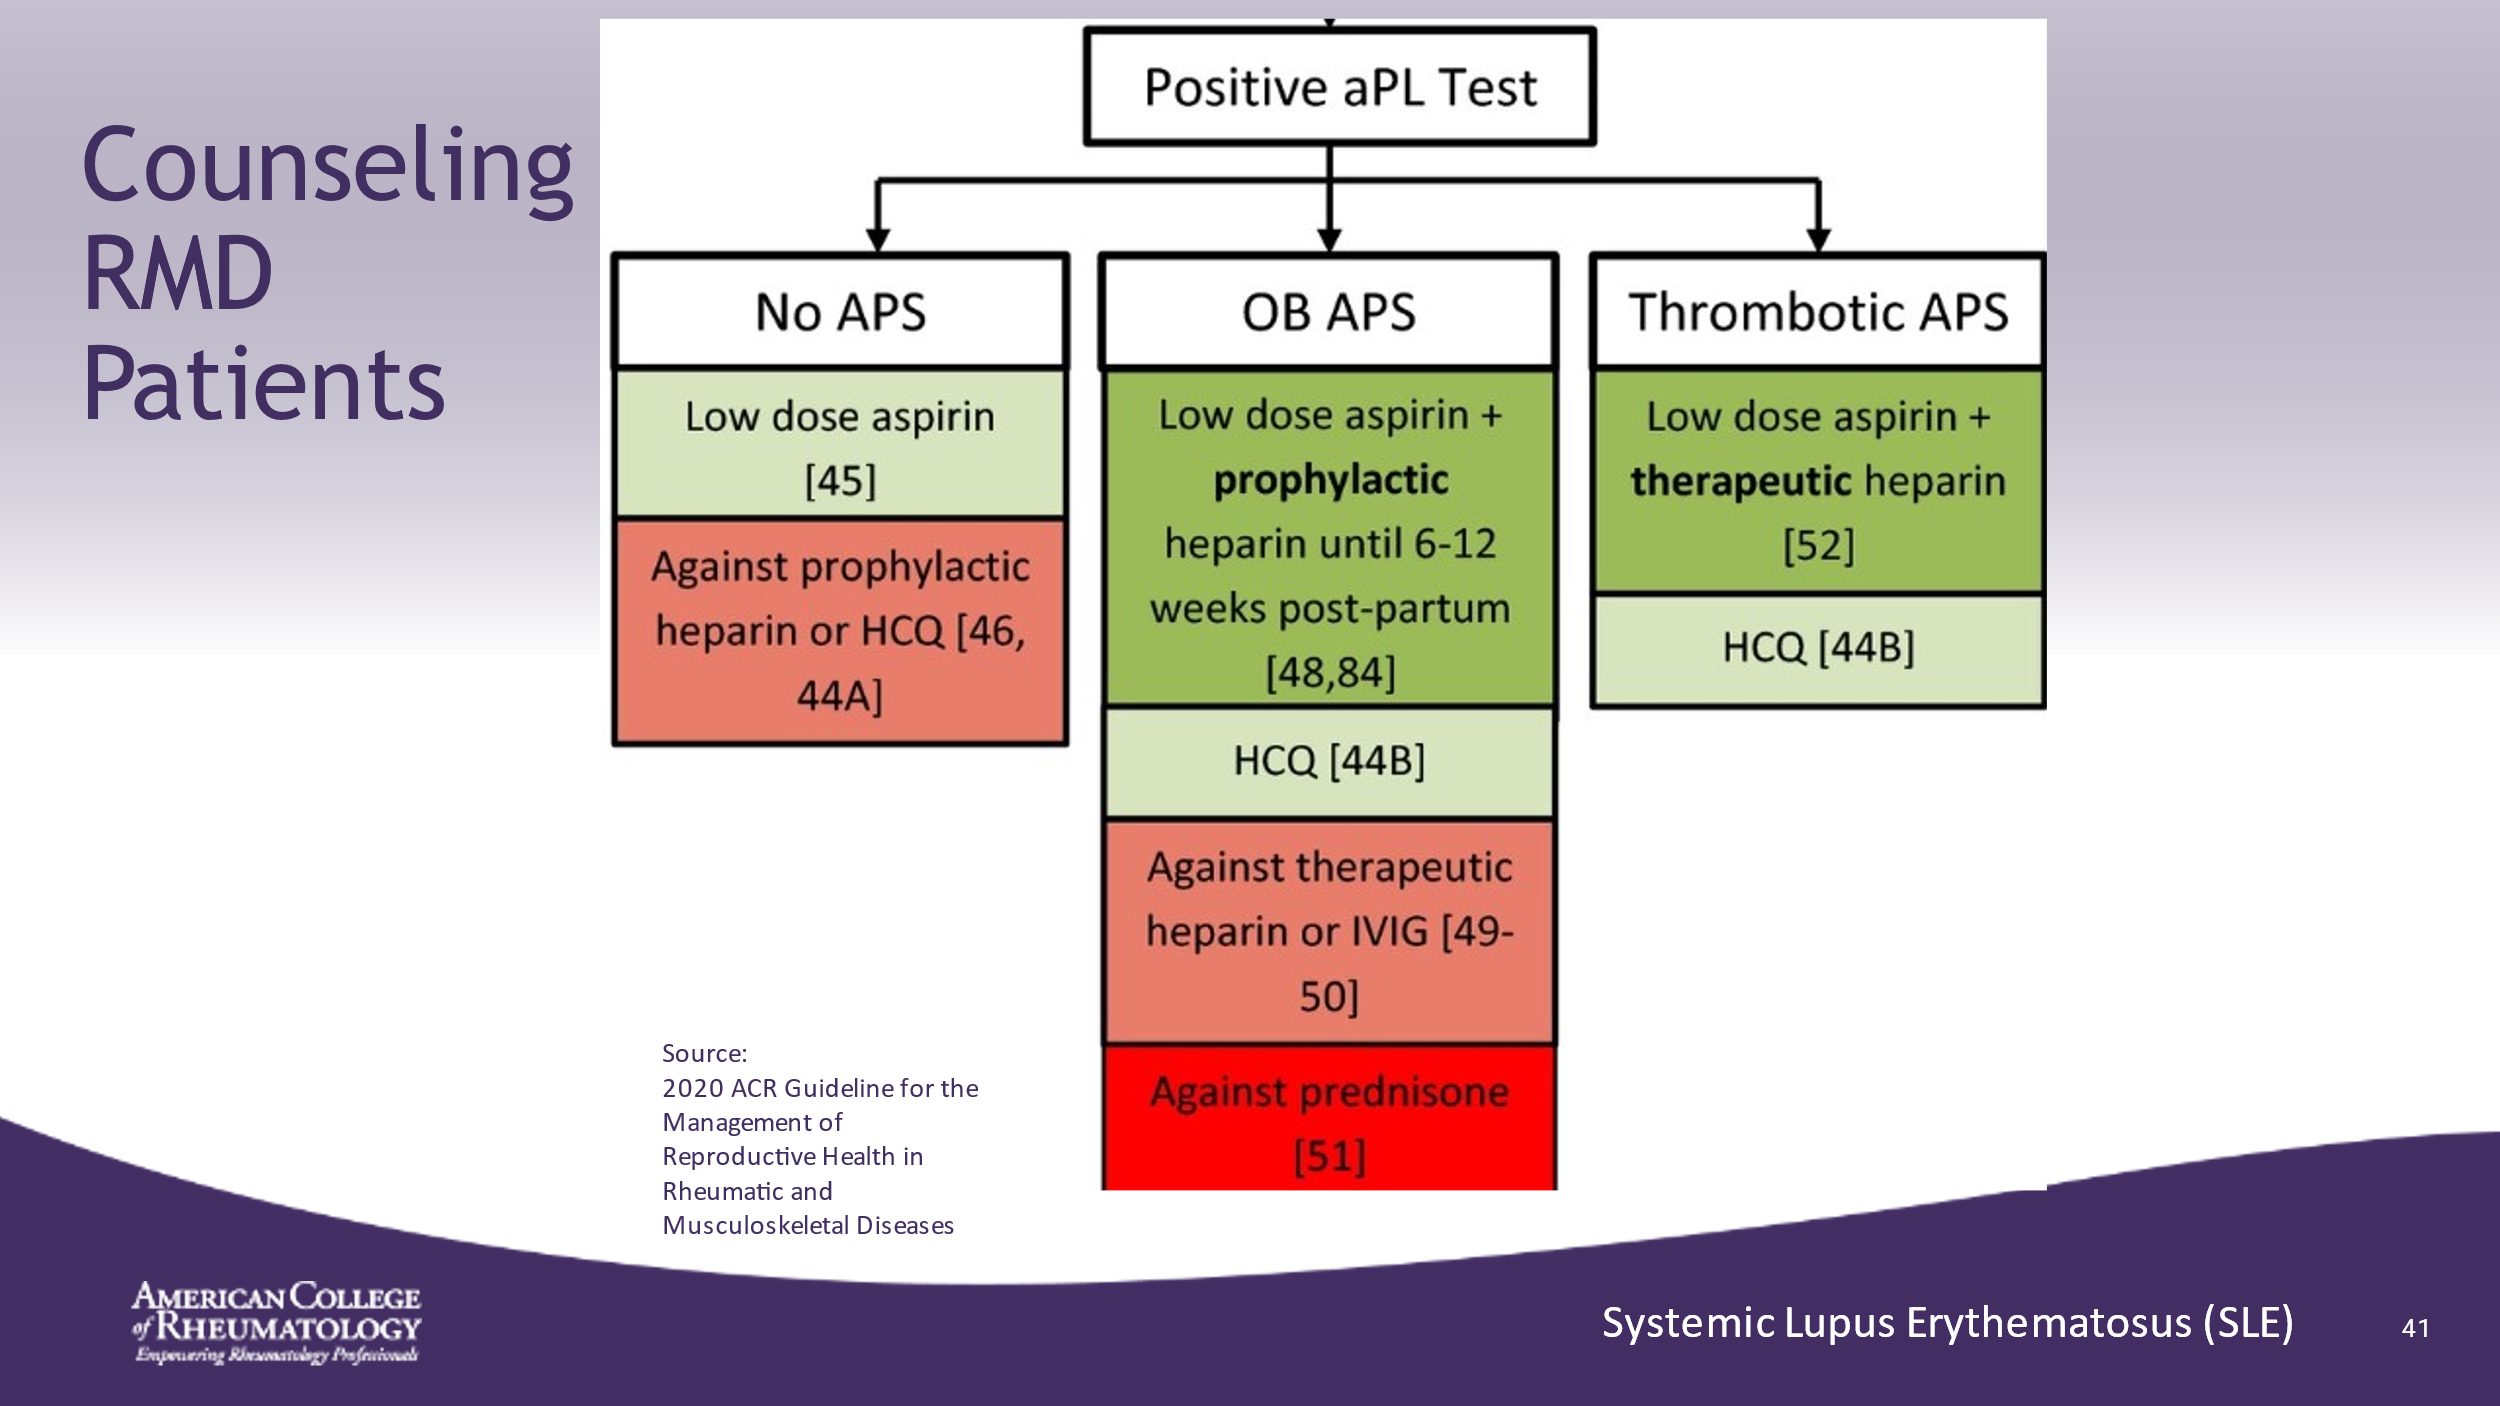 Counseling
RMD
Patients
Positive aPL Test
No APS
Low dose aspirin
[45]
Against prophylactic
heparin or HCQ [46,
44A]
OB APS
Low dose aspirin +
prophylactic
heparin until 6-12
weeks post-partum
[48,84]
HCQ [44B]
Against therapeutic
heparin or IVIG [49-
50]
Against prednisone
[51]
Thrombotic APS
Low dose aspirin +
therapeutic heparin
[52]
HCQ [44B]
Source:
2020 ACR Guideline for the
Management of
Reproductive Health in
Rheumatic and
Musculoskeletal Diseases
AMERICAN COLLEGE
of RHEUMATOLOGY
Empowering Rheumatology Professionals
Systemic Lupus Erythematosus (SLE)
41